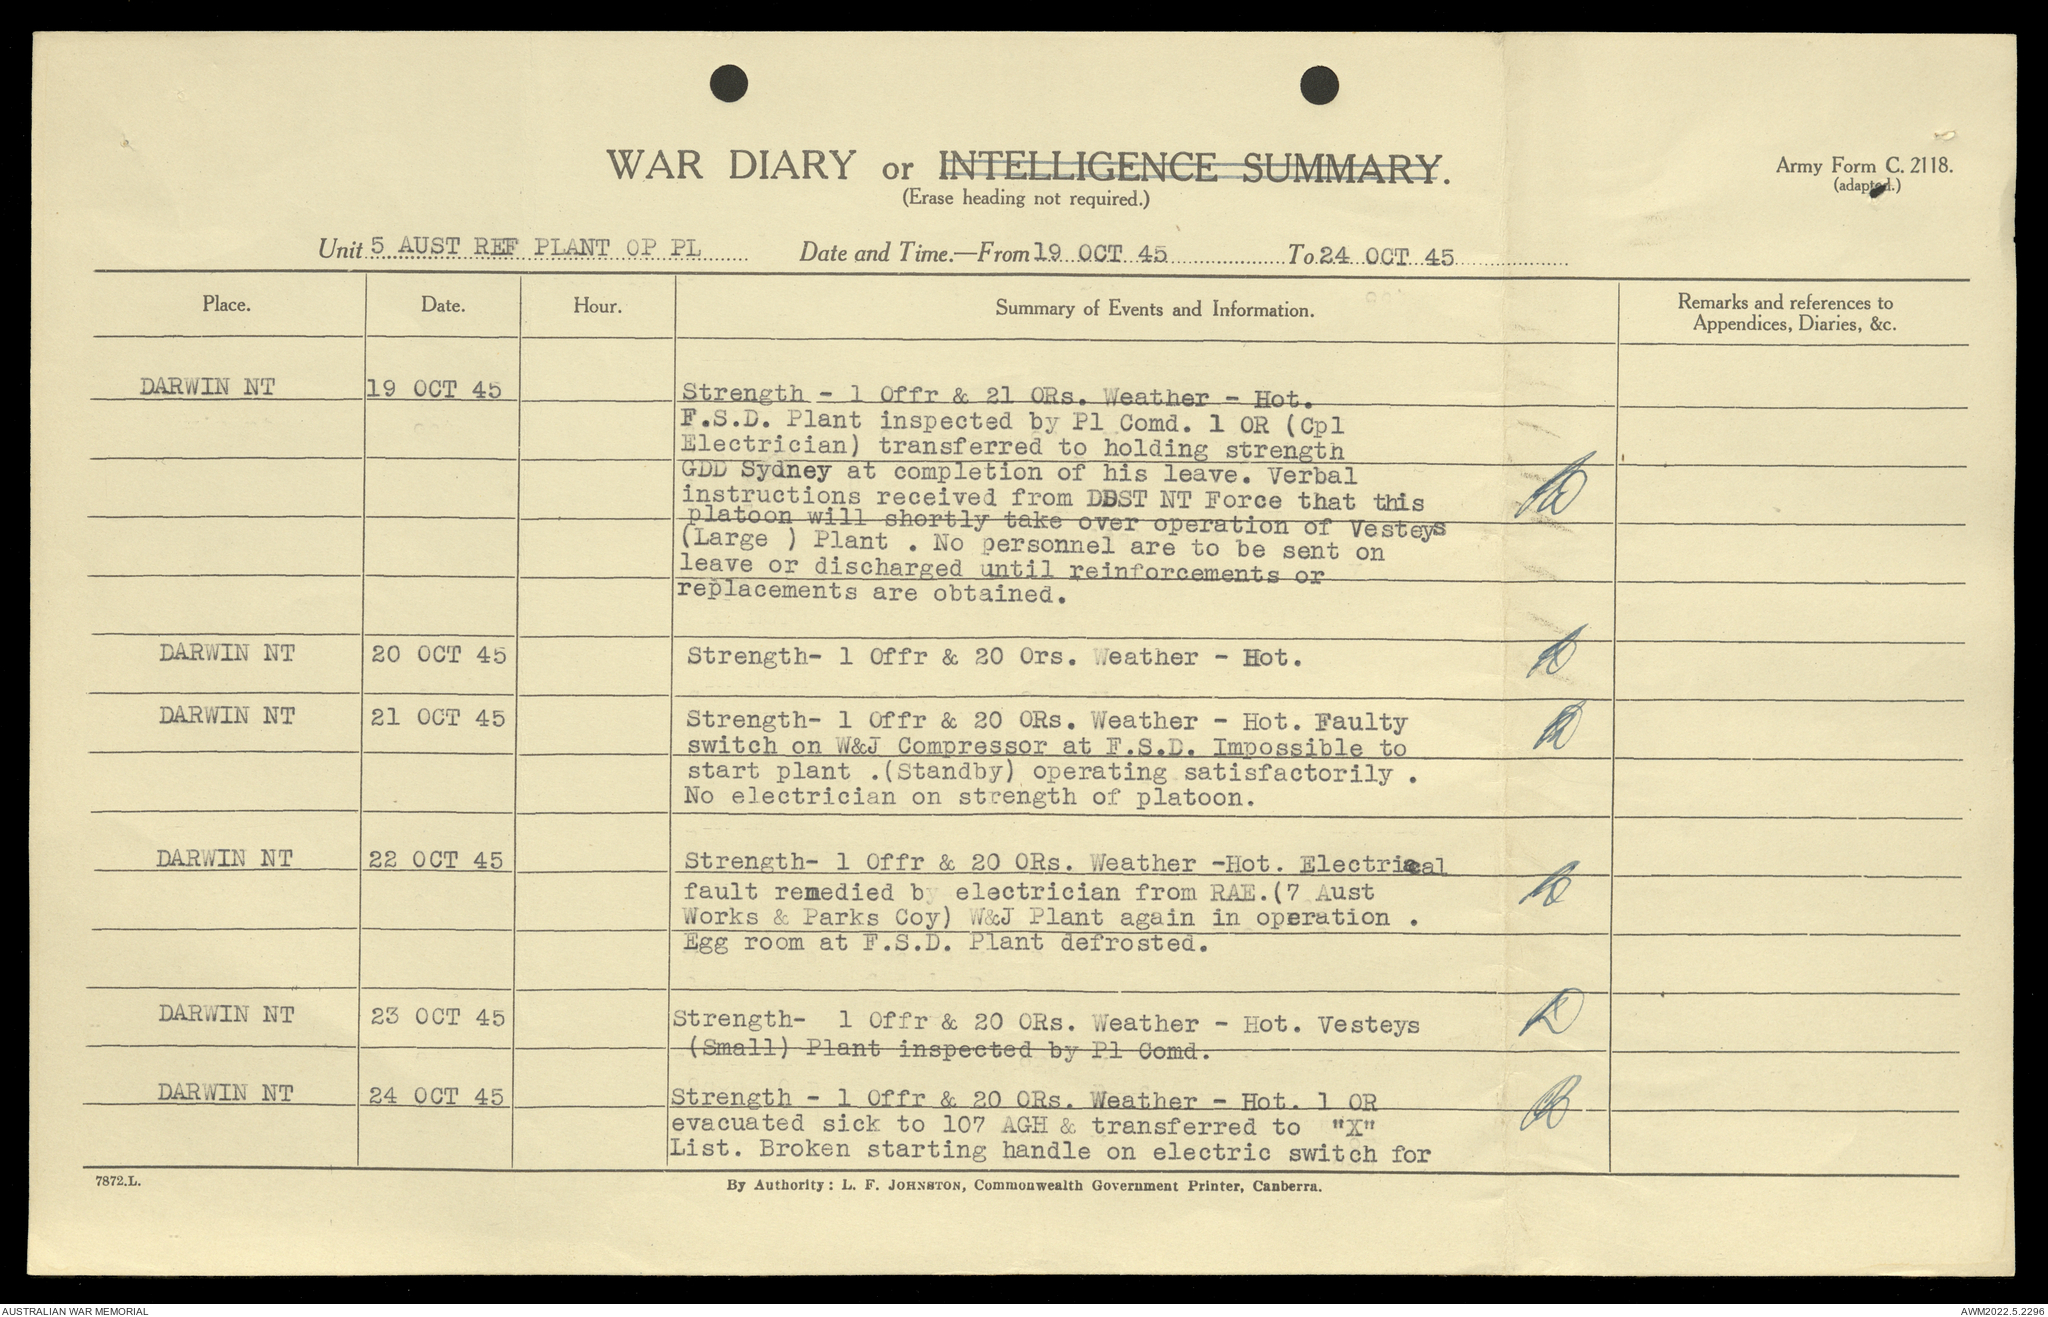 WAR DIARY or INTELLIGENCE SUMMARY.
(Erase heading not required.)
Army Form C. 2118.
(adapted.)
Unit 5 AUST REF PLANT OP PL Date and Time.—From 19 OCT 45 To 24 OCT 45
Place. Date. Hour. Summary of Events and Information. Remarks and references to
Appendices, Diaries, &c.
DARWIN NT 19 OCT 45 Strength - 1 Offr & 21 ORs. Weather - Hot.
F.S.D. Plant inspected by Pl Comd. 1 OR (Cpl
Electrician) transferred to holding strength
GDD Sydney at completion of his leave. Verbal
instructions received from DDST NT Force that this
platoon will shortly take over operation of Vesteys
(Large ) Plant . No personnel are to be sent on
leave or discharged until reinforcements or
replacements are obtained.
DARWIN NT 20 OCT 45 Strength- 1 Offr & 20 Ors. Weather - Hot.
DARWIN NT 21 OCT 45 Strength- 1 Offr & 20 ORs. Weather - Hot. Faulty
switch on W&J Compressor at F.S.D. Impossible to
start plant .(Standby) operating satisfactorily .
No electrician on strength of platoon.
DARWIN NT 22 OCT 45 Strength- 1 Offr & 20 ORs. Weather -Hot. Electrical
fault remedied by electrician from RAE.(7 Aust
Works & Parks Coy) W&J Plant again in operation .
Egg room at F.S.D. Plant defrosted.
DARWIN NT 23 OCT 45 Strength- 1 Offr & 20 ORs. Weather - Hot. Vesteys
(Small) Plant inspected by Pl Comd.
DARWIN NT 24 OCT 45 Strength - 1 Offr & 20 ORs. Weather - Hot. 1 OR
evacuated sick to 107 AGH & transferred to "X"
List. Broken starting handle on electric switch for
7872.L.
By Authority: L. F. JOHNSTON, Commonwealth Government Printer, Canberra.
AUSTRALIAN WAR MEMORIAL
AWM2022.5.2296